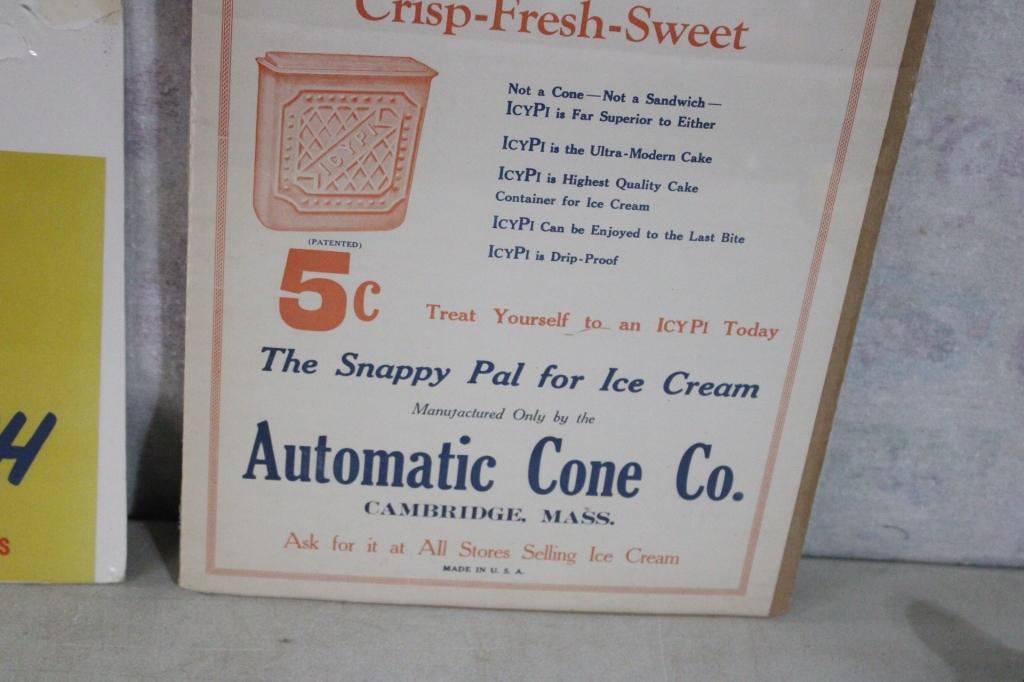 Crisp-Fresh-Sweet
ICYPI
Not a Cone — Not a Sandwich —
ICYPI is Far Superior to Either
ICYPI is the Ultra-Modern Cake
ICYPI is Highest Quality Cake
Container for Ice Cream
ICYPI Can be Enjoyed to the Last Bite
ICYPI is Drip-Proof
(PATENTED)
5c
Treat Yourself to an ICYPI Today
The Snappy Pal for Ice Cream
Manufactured Only by the
Automatic Cone Co.
CAMBRIDGE, MASS.
Ask for it at All Stores Selling Ice Cream
MADE IN U. S. A.
H
S